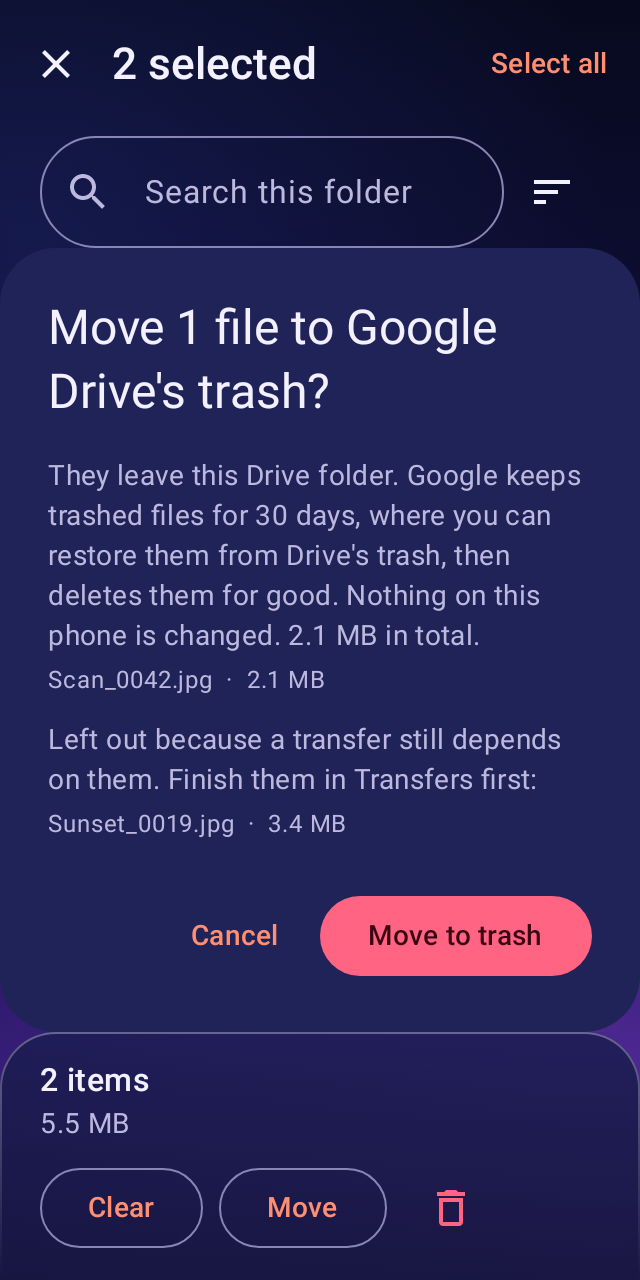 2 selected
Select all
Search this folder
Move 1 file to Google
Drive's trash?
They leave this Drive folder. Google keeps
trashed files for 30 days, where you can
restore them from Drive's trash, then
deletes them for good. Nothing on this
phone is changed. 2.1 MB in total.
Scan_0042.jpg · 2.1 MB
Left out because a transfer still depends
on them. Finish them in Transfers first:
Sunset_0019.jpg · 3.4 MB
Cancel
Move to trash
2 items
5.5 MB
Clear
Move